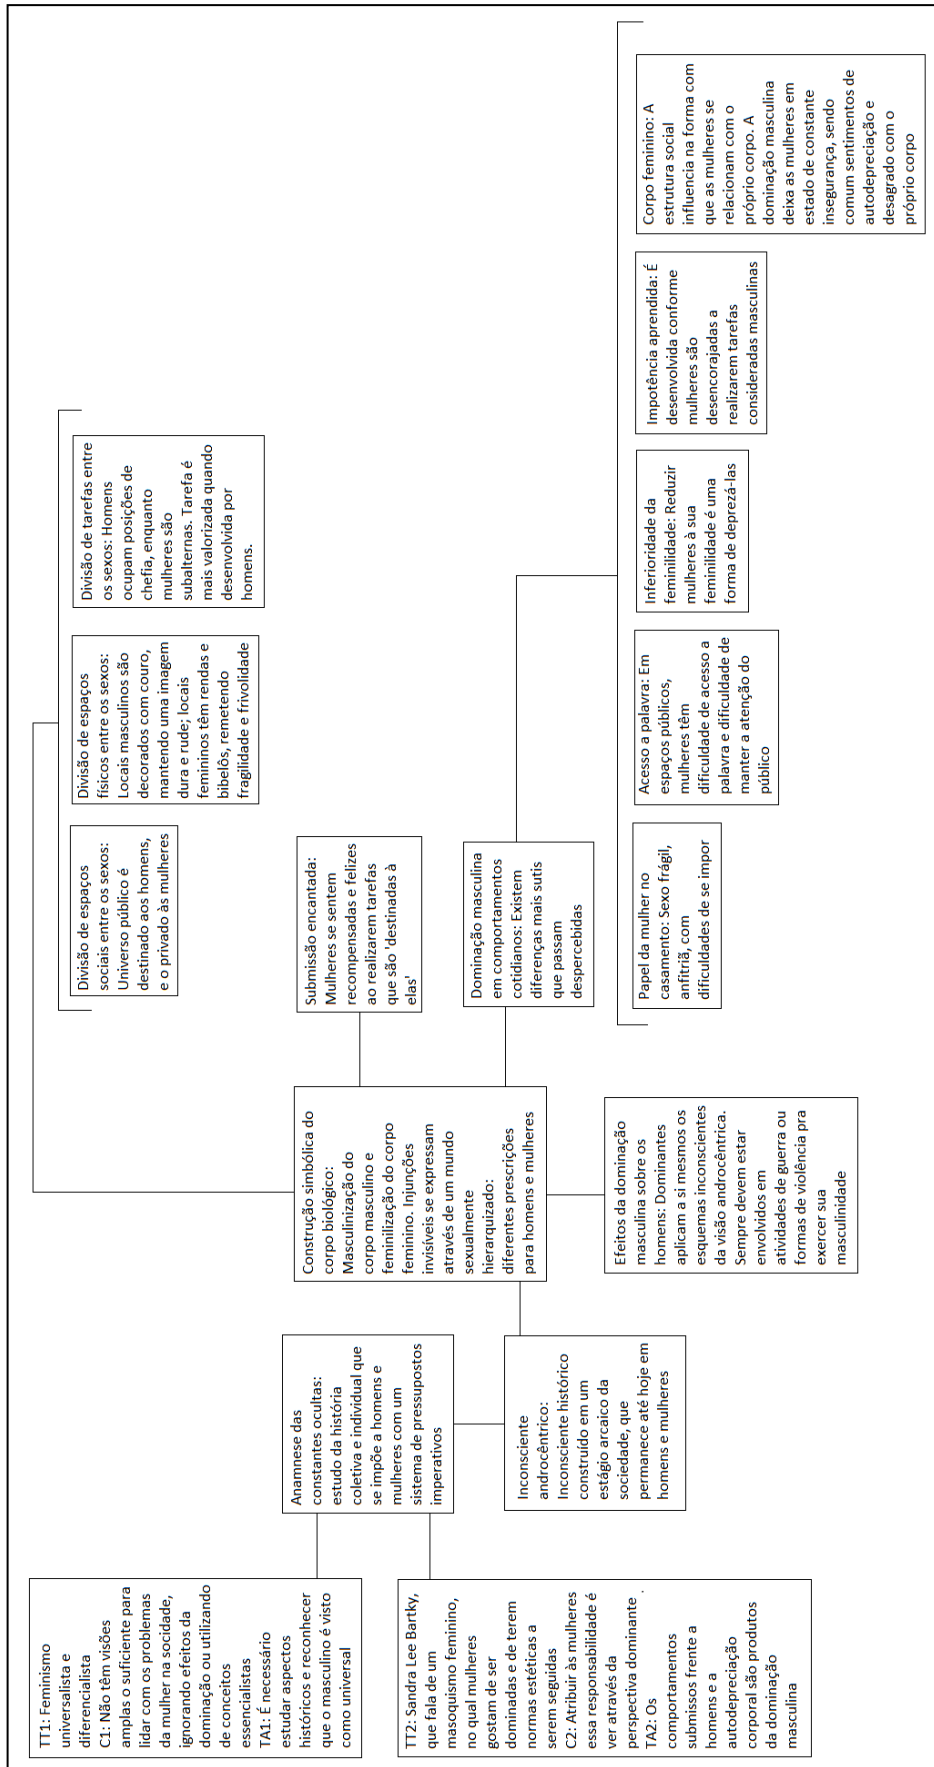 TT1: Feminismo
universalista e
diferencialista
C1: Não têm visões
amplas o suficiente para
lidar com os problemas
da mulher na socidade,
ignorando efeitos da
dominação ou utilizando
de conceitos
essencialistas
TA1: É necessário
estudar aspectos
históricos e reconhecer
que o masculino é visto
como universal
TT2: Sandra Lee Bartky,
que fala de um
masoquismo feminino,
no qual mulheres
gostam de ser
dominadas e de terem
normas estéticas a
serem seguidas
C2: Atribuir às mulheres
essa responsabilidade é
ver através da
perspectiva dominante .
TA2: Os
comportamentos
submissos frente a
homens e a
autodepreciação
corporal são produtos
da dominação
masculina
Anamnese das
constantes ocultas:
estudo da história
coletiva e individual que
se impõe a homens e
mulheres com um
sistema de pressupostos
imperativos
Inconsciente
androcêntrico:
Inconsciente histórico
construído em um
estágio arcaico da
sociedade, que
permanece até hoje em
homens e mulheres
Construção simbólica do
corpo biológico:
Masculinização do
corpo masculino e
feminilização do corpo
feminino. Injunções
invisíveis se expressam
através de um mundo
sexualmente
hierarquizado:
diferentes prescrições
para homens e mulheres
Efeitos da dominação
masculina sobre os
homens: Dominantes
aplicam a si mesmos os
esquemas inconscientes
da visão androcêntrica.
Sempre devem estar
envolvidos em
atividades de guerra ou
formas de violência pra
exercer sua
masculinidade
Submissão encantada:
Mulheres se sentem
recompensadas e felizes
ao realizarem tarefas
que são 'destinadas à
elas'
Dominação masculina
em comportamentos
cotidianos: Existem
diferenças mais sutis
que passam
despercebidas
Divisão de espaços
sociais entre os sexos:
Universo público é
destinado aos homens,
e o privado às mulheres
Divisão de espaços
físicos entre os sexos:
Locais masculinos são
decorados com couro,
mantendo uma imagem
dura e rude; locais
femininos têm rendas e
bibelôs, remetendo
fragilidade e frivolidade
Divisão de tarefas entre
os sexos: Homens
ocupam posições de
chefia, enquanto
mulheres são
subalternas. Tarefa é
mais valorizada quando
desenvolvida por
homens.
Papel da mulher no
casamento: Sexo frágil,
anfitriã, com
dificuldades de se impor
Acesso a palavra: Em
espaços públicos,
mulheres têm
dificuldade de acesso a
palavra e dificuldade de
manter a atenção do
público
Inferioridade da
feminilidade: Reduzir
mulheres à sua
feminilidade é uma
forma de deprezá-las
Impotência aprendida: É
desenvolvida conforme
mulheres são
desencorajadas a
realizarem tarefas
consideradas masculinas
Corpo feminino: A
estrutura social
influencia na forma com
que as mulheres se
relacionam com o
próprio corpo. A
dominação masculina
deixa as mulheres em
estado de constante
insegurança, sendo
comum sentimentos de
autodepreciação e
desagrado com o
próprio corpo